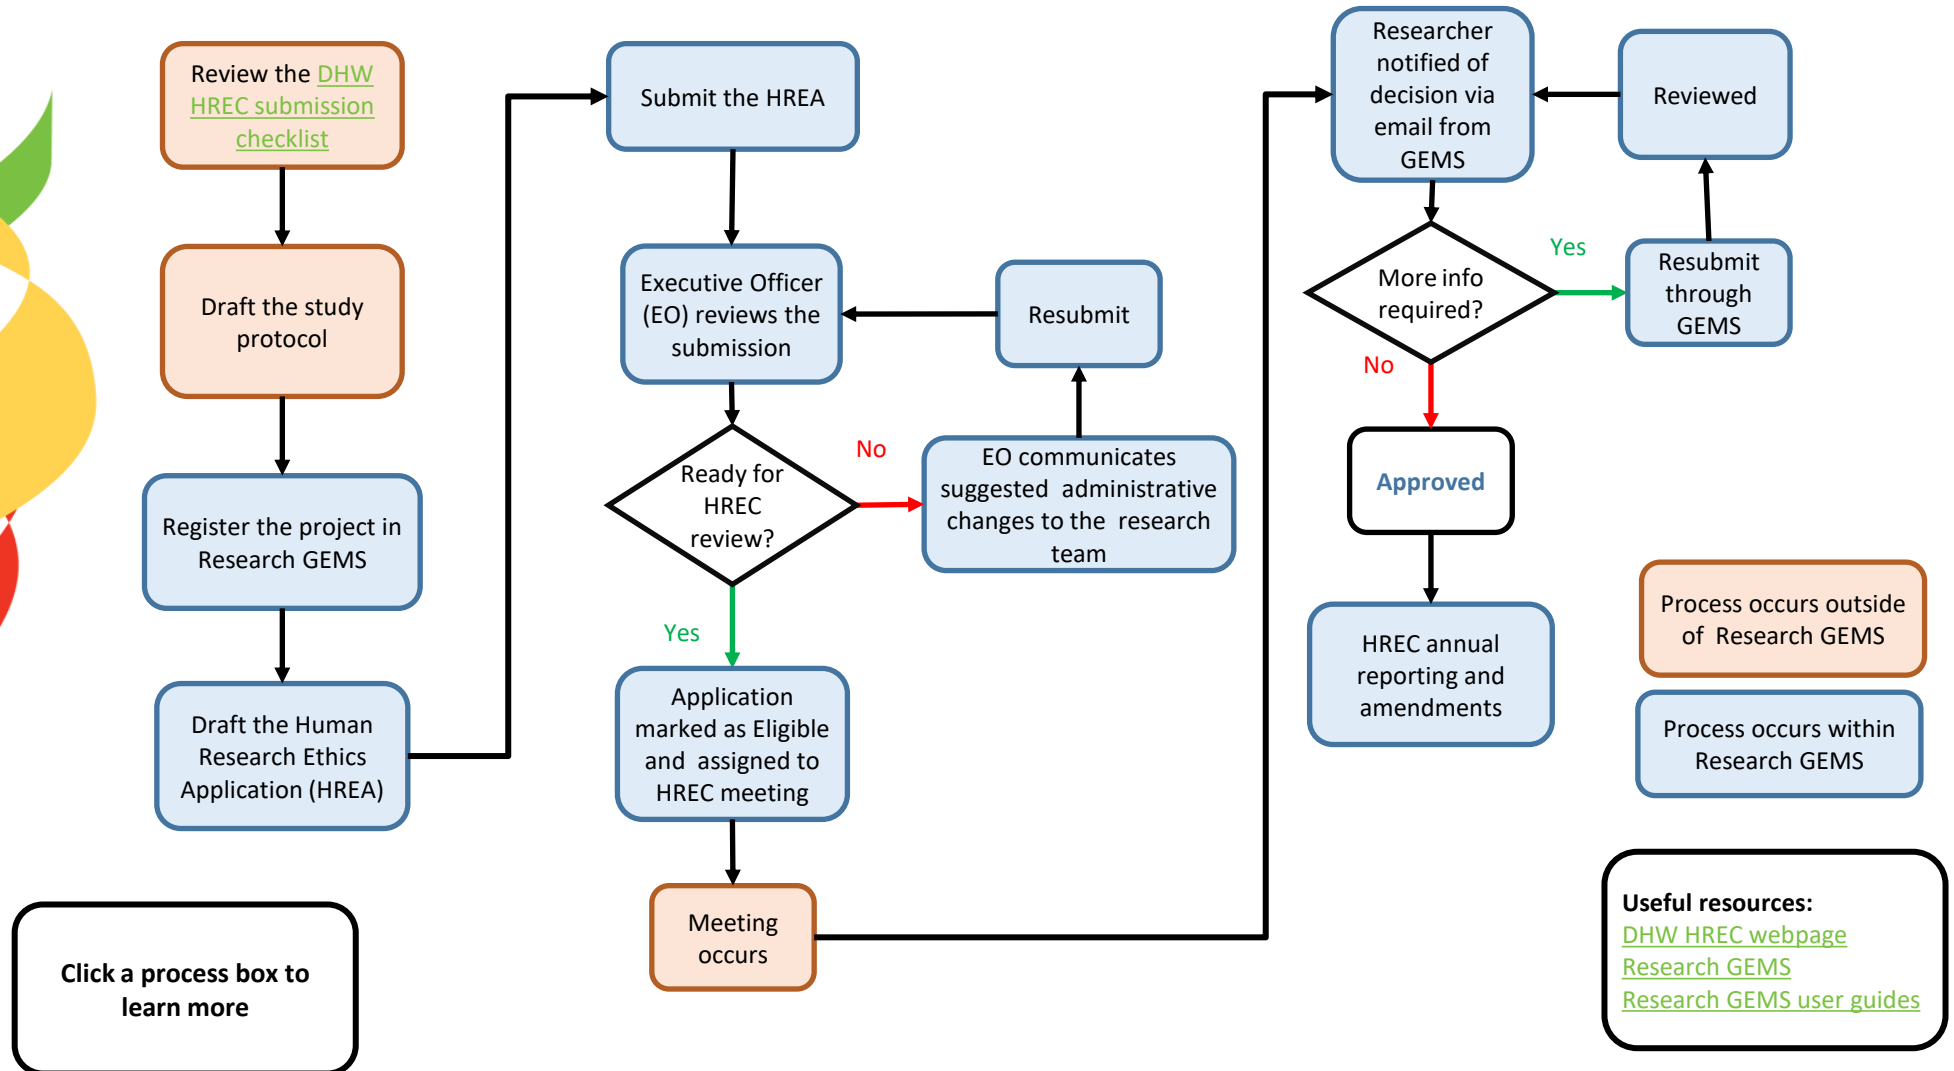 Review the DHW
HREC submission
checklist
Draft the study
protocol
Register the project in
Research GEMS
Draft the Human
Research Ethics
Application (HREA)
Click a process box to
learn more
Submit the HREA
Executive Officer
(EO) reviews the
submission
Resubmit
Ready for
HREC
review?
No
EO communicates
suggested administrative
changes to the research
team
Yes
Application
marked as Eligible
and assigned to
HREC meeting
Meeting
occurs
Researcher
notified of
decision via
email from
GEMS
Reviewed
More info
required?
Yes
Resubmit
through
GEMS
No
Approved
HREC annual
reporting and
amendments
Process occurs outside
of Research GEMS
Process occurs within
Research GEMS
Useful resources:
DHW HREC webpage
Research GEMS
Research GEMS user guides